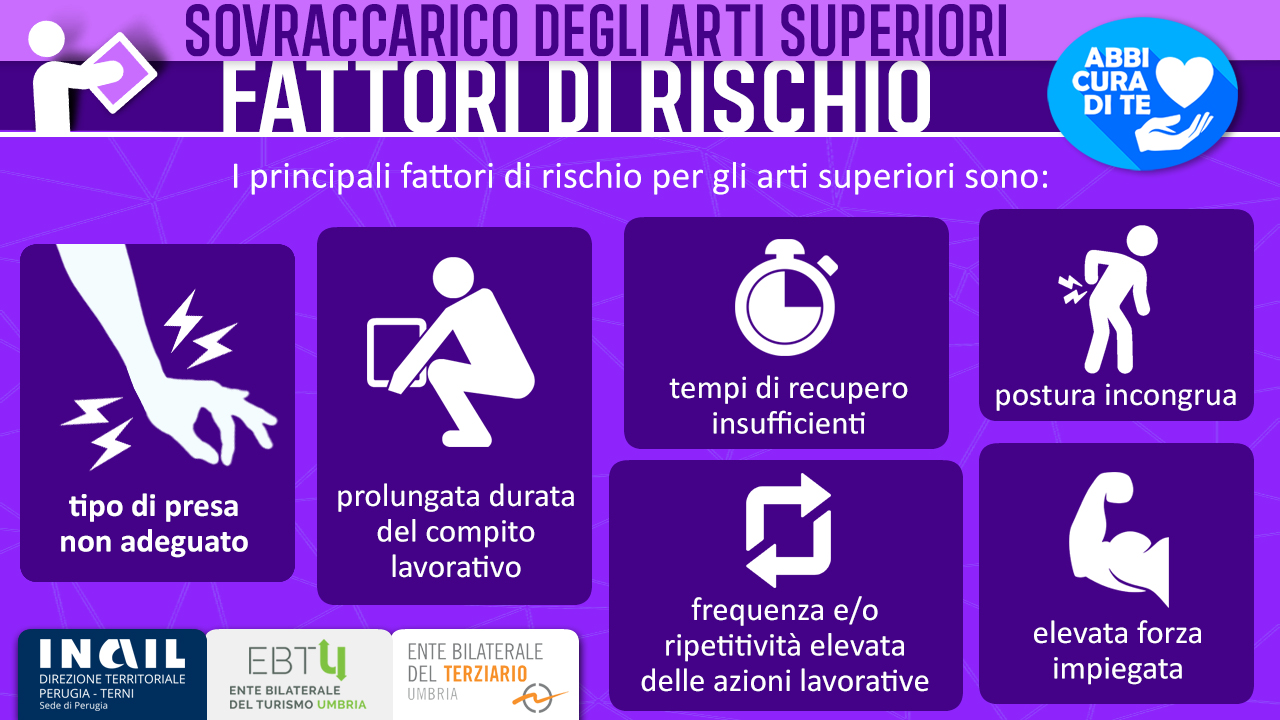 SOVRACCARICO DEGLI ARTI SUPERIORI
FATTORI DI RISCHIO
ABBI
CURA
DI TE
I principali fattori di rischio per gli arti superiori sono:
tipo di presa
non adeguato
prolungata durata
del compito
lavorativo
tempi di recupero
insufficienti
postura incongrua
frequenza e/o
ripetitività elevata
delle azioni lavorative
elevata forza
impiegata
INAIL
DIREZIONE TERRITORIALE
PERUGIA - TERNI
Sede di Perugia
EBTU
ENTE BILATERALE
DEL TURISMO UMBRIA
ENTE BILATERALE
DEL TERZIARIO
UMBRIA